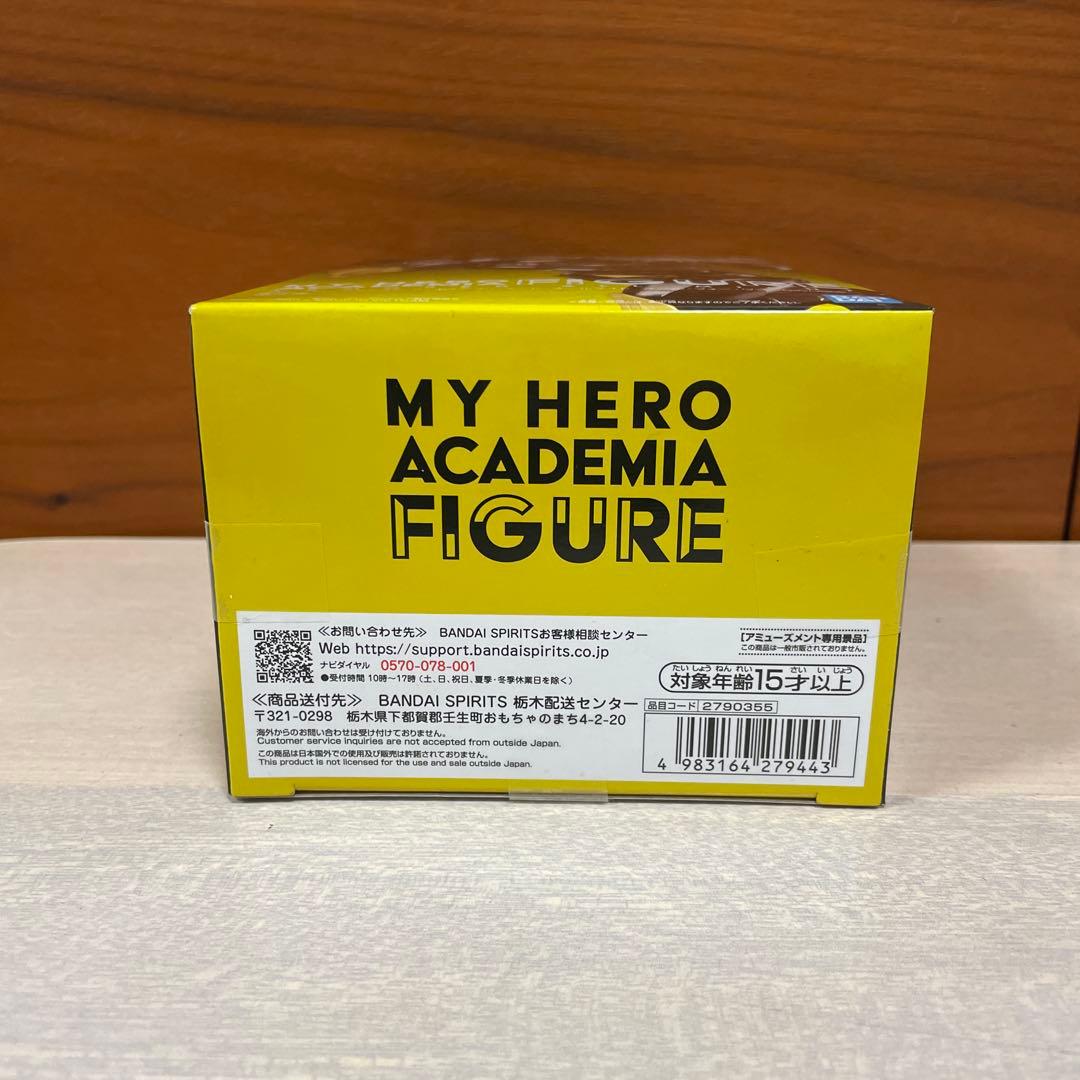 MY HERO
ACADEMIA
FIGURE
≪お問い合わせ先≫ BANDAI SPIRITSお客様相談センター
Web https://support.bandaispirits.co.jp
ナビダイヤル 0570-078-001
●受付時間 10時~17時(土、日、祝日、夏季・冬季休業日を除く)
≪商品送付先≫ BANDAI SPIRITS 栃木配送センター
〒321-0298 栃木県下都賀郡壬生町おもちゃのまち4-2-20
海外からのお問い合わせは受け付けておりません。
Customer service inquiries are not accepted from outside Japan.
この商品は日本国外での使用及び販売は許諾されておりません。
This product is not licensed for the use and sale outside Japan.
【アミューズメント専用景品】
この商品は一般市販されておりません。
たいしょうねんれい さいいじょう
対象年齢15才以上
品目コード 2790355
4 983164 279443